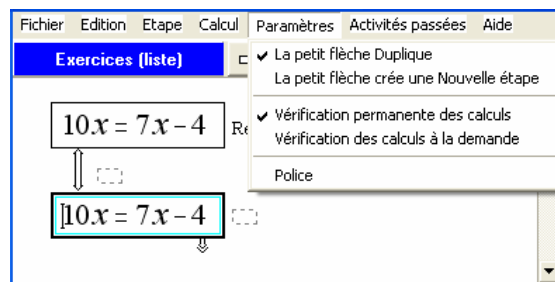 Fichier Edition Etape Calcul Paramètres Activités passées Aide
Exercices (liste)
La petit flèche Duplique
La petit flèche crée une Nouvelle étape
Vérification permanente des calculs
Vérification des calculs à la demande
Police
10x = 7x – 4
10x = 7x – 4